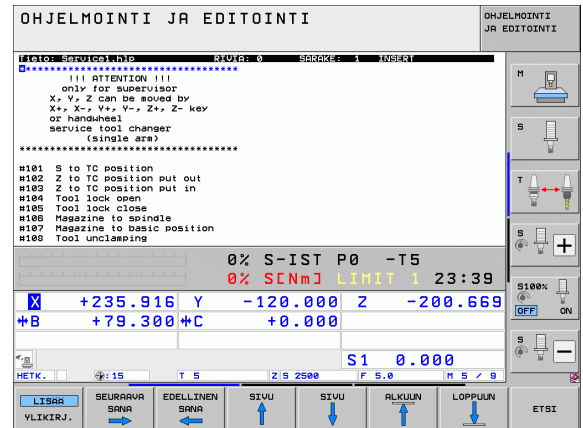 OHJELMOINTI JA EDITOINTI
OHJELMOINTI
JA EDITOINTI
Tieto: Service1.hlp RIVIA: 0 SARAKE: 1 INSERT
****************************************
!!! ATTENTION !!!
only for supervisor
X, Y, Z can be moved by
X+, X-, Y+, Y-, Z+, Z- key
or handwheel
service tool changer
(single arm)
****************************************
#101 S to TC position
#102 Z to TC position put out
#103 Z to TC position put in
#104 Tool lock open
#105 Tool lock close
#106 Magazine to spindle
#107 Magazine to basic position
#108 Tool unclamping
0% S-IST P0 -T5
0% S[Nm] LIMIT 1 23:39
X +235.916 Y -120.000 Z -200.669
*B +79.300 *C +0.000
S1 0.000
HETK. : 15 T 5 Z S 2500 F 5.0 M 5 / 9
M
S
T
S
+
S100%
OFF ON
S
-
LISAA
YLIKIRJ.
SEURAAVA
SANA
EDELLINEN
SANA
SIVU
SIVU
ALKUUN
LOPPUUN
ETSI